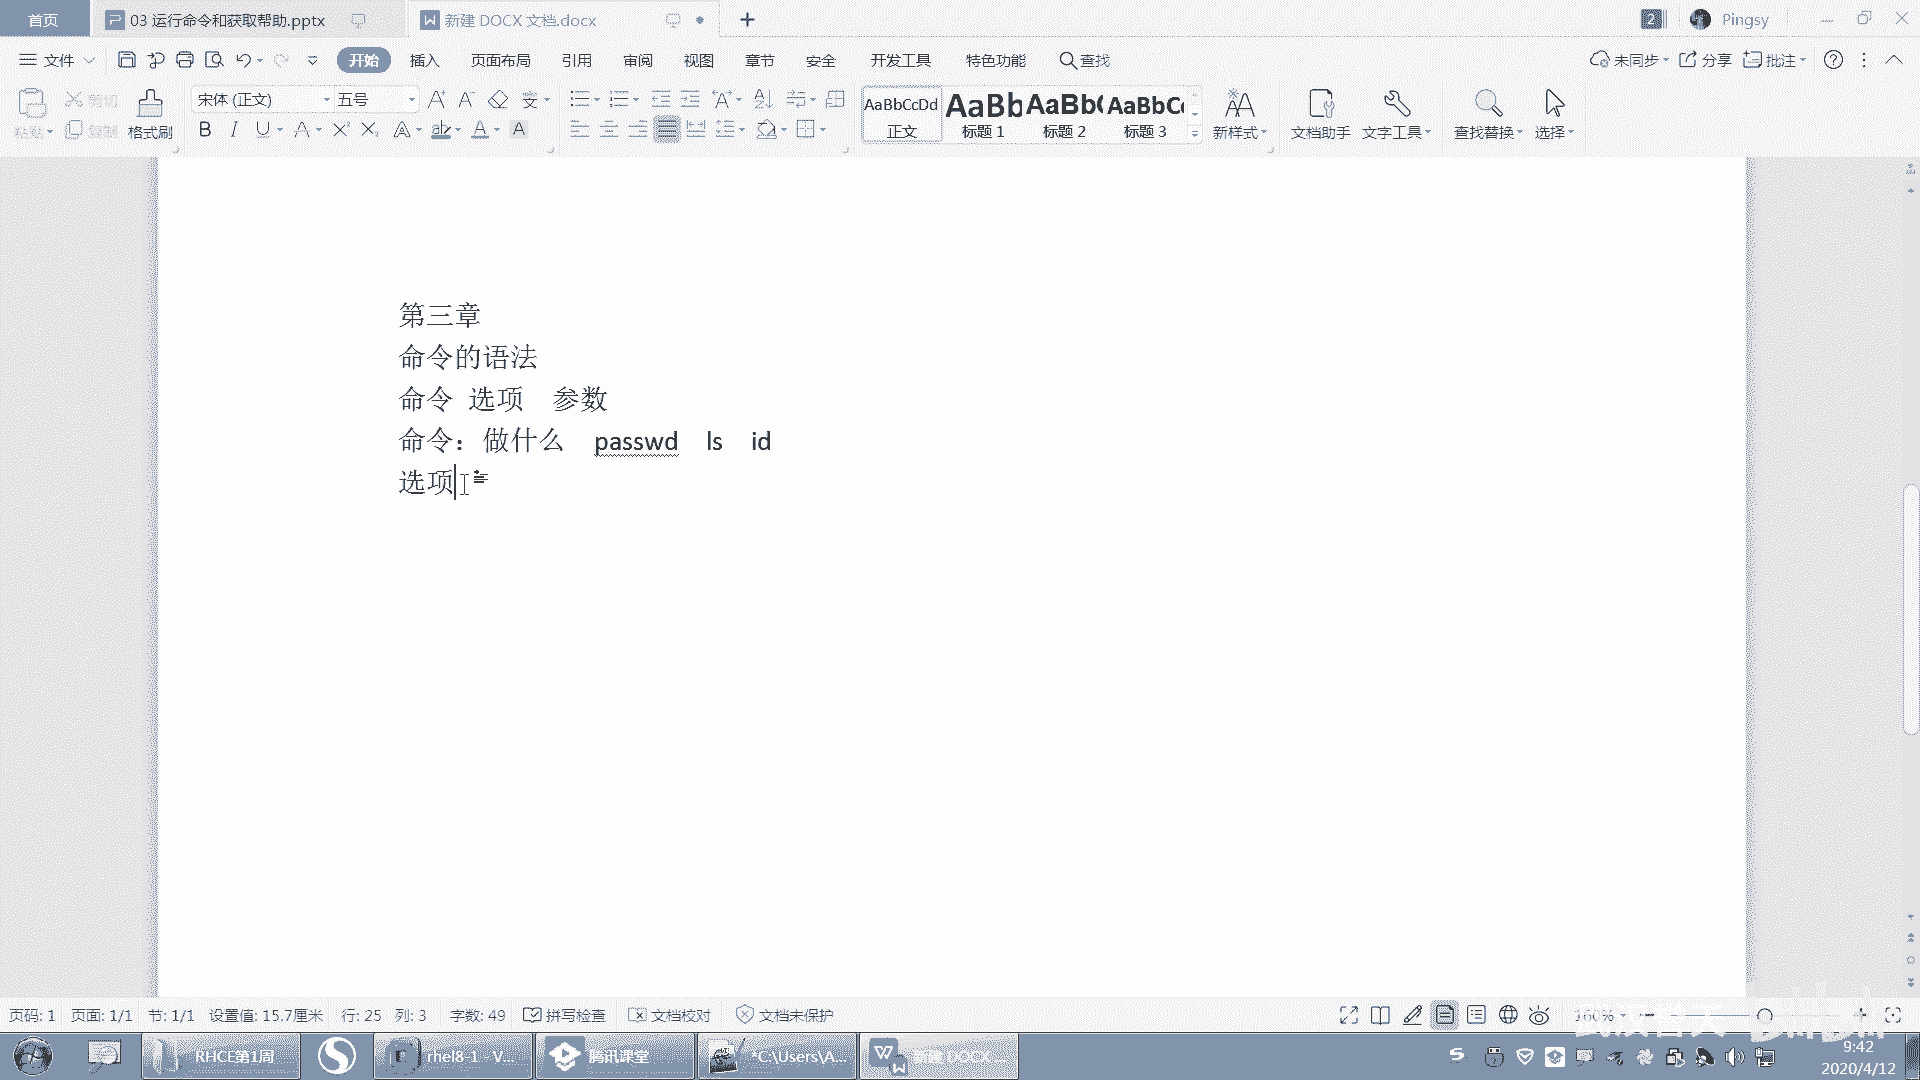 首页
03 运行命令和获取帮助.pptx
新建 DOCX 文档.docx
2
Pingsy
文件
开始
插入
页面布局
引用
审阅
视图
章节
安全
开发工具
特色功能
查找
未同步
分享
批注
粘贴
剪切
复制
格式刷
宋体 (正文)
五号
AaBbCcDd
正文
AaBb
标题 1
AaBb(
标题 2
AaBbC
标题 3
新样式
文档助手
文字工具
查找替换
选择
第三章
命令的语法
命令 选项 参数
命令：做什么 passwd ls id
选项
页码: 1 页面: 1/1 节: 1/1 设置值: 15.7厘米 行: 25 列: 3 字数: 49 拼写检查 文档校对 文档未保护
160%
RHCE第1周
rhel8-1 - V...
腾讯课堂
*C:\Users\A...
新建 DOCX ...
9:42
2020/4/12